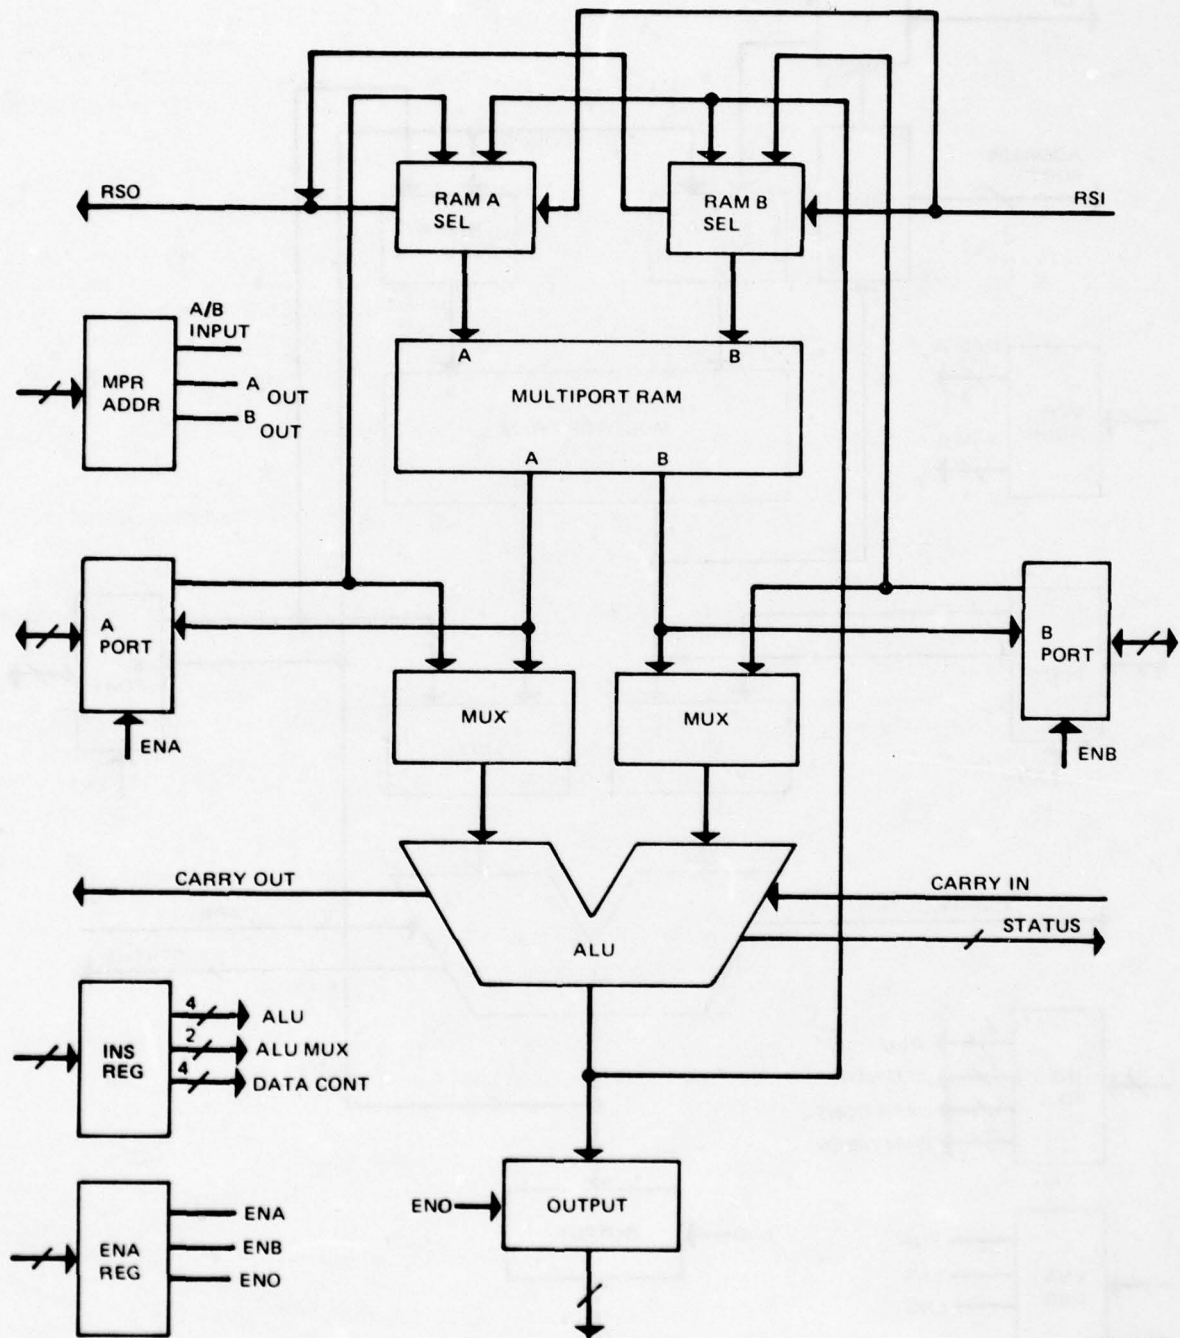 RSO
RAM A
SEL
RAM B
SEL
RSI
A/B
INPUT
MPR
ADDR
A OUT
B OUT
A
B
MULTIPORT RAM
A
B
A
PORT
B
PORT
MUX
MUX
ENA
ENB
CARRY OUT
CARRY IN
STATUS
ALU
INS
REG
4
ALU
2
ALU MUX
4
DATA CONT
ENA
REG
ENA
ENB
ENO
ENO
OUTPUT